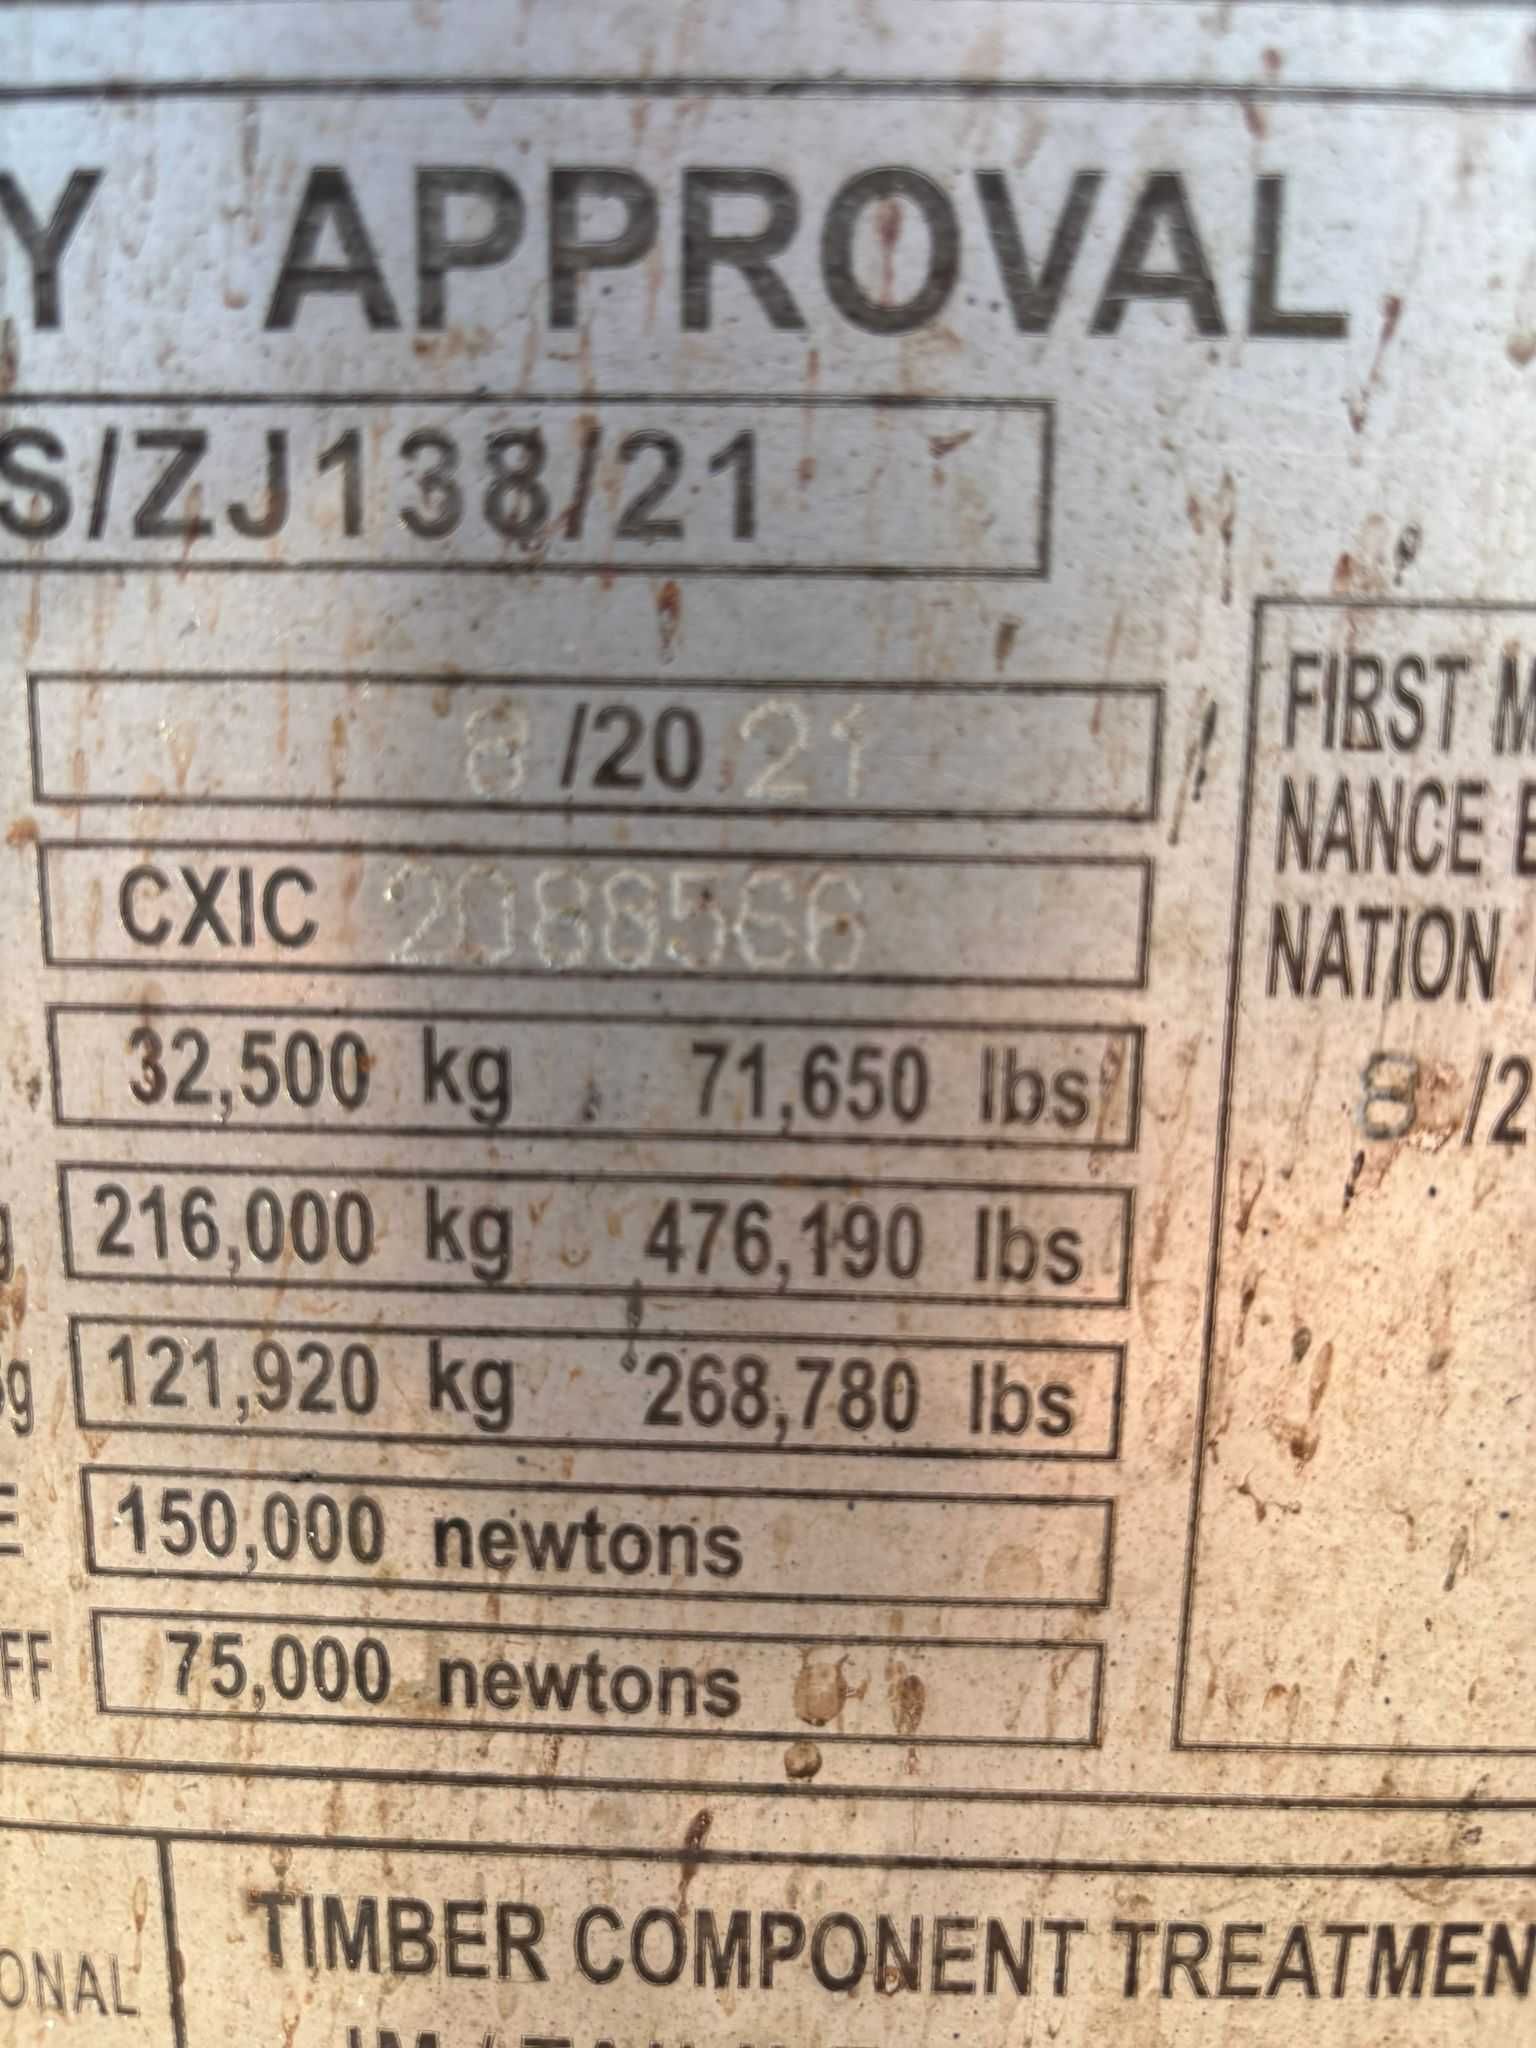 Y APPROVAL
S/ZJ138/21
8 /20 21
FIRST M
NANCE E
NATION
8 /2
CXIC 2088566
32,500 kg 71,650 lbs
g 216,000 kg 476,190 lbs
g 121,920 kg 268,780 lbs
E 150,000 newtons
FF 75,000 newtons
ONAL
TIMBER COMPONENT TREATMEN